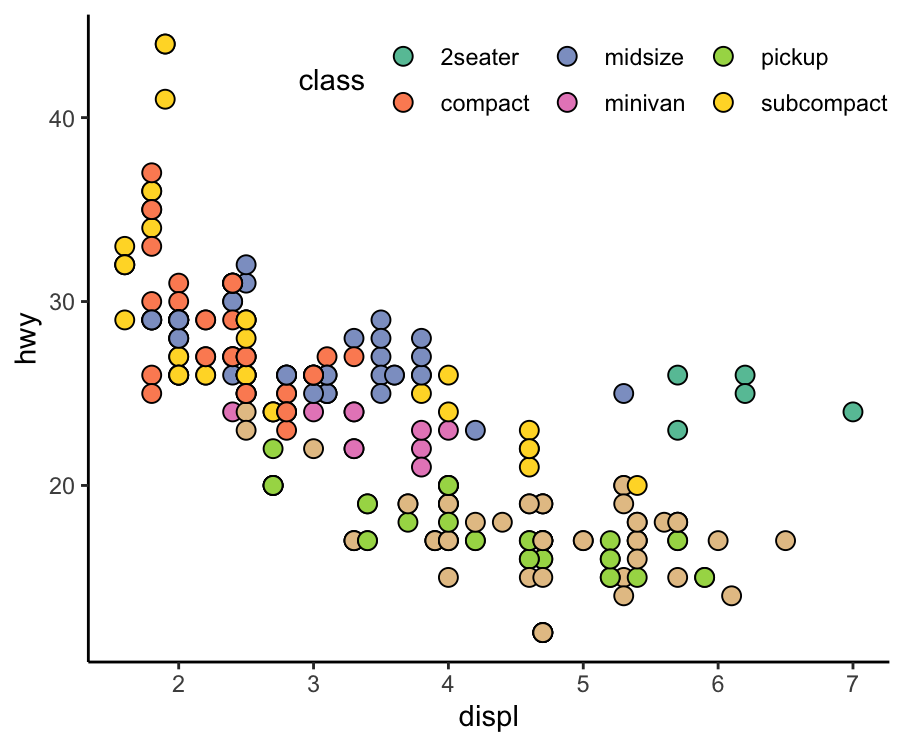 class
2seater midsize pickup
compact minivan subcompact
40
30
20
hwy
2 3 4 5 6 7
displ